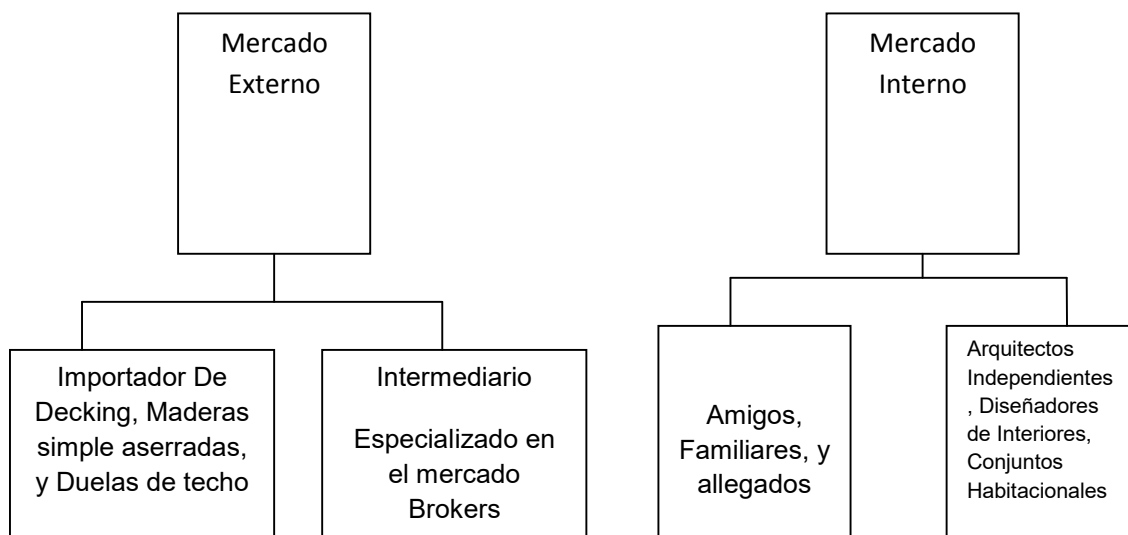 Mercado
Externo
Mercado
Interno
Importador De
Decking, Maderas
simple aserradas,
y Duelas de techo
Intermediario
Especializado en
el mercado
Brokers
Amigos,
Familiares, y
allegados
Arquitectos
Independientes
, Diseñadores
de Interiores,
Conjuntos
Habitacionales